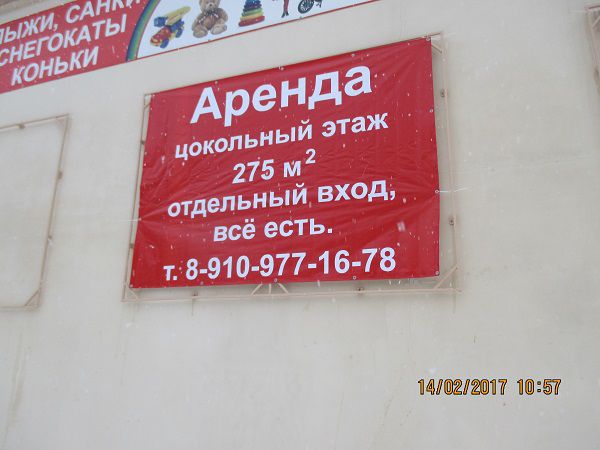 САНКИ
СНЕГОКАТЫ
КОНЬКИ
Аренда
цокольный этаж
275 м²
отдельный вход,
всё есть.
т. 8-910-977-16-78
14/02/2017 10:57